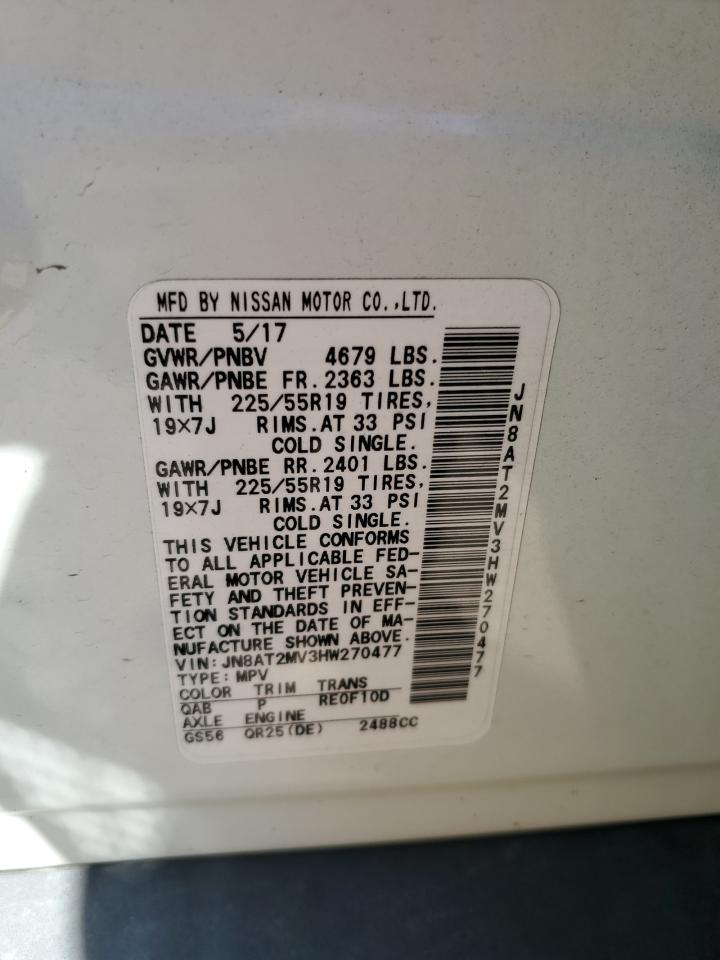 MFD BY NISSAN MOTOR CO.,LTD.
DATE 5/17
GVWR/PNBV 4679 LBS.
GAWR/PNBE FR.2363 LBS.
WITH 225/55R19 TIRES,
19×7J RIMS.AT 33 PSI
COLD SINGLE.
GAWR/PNBE RR.2401 LBS.
WITH 225/55R19 TIRES,
19×7J RIMS.AT 33 PSI
COLD SINGLE.
THIS VEHICLE CONFORMS
TO ALL APPLICABLE FED-
ERAL MOTOR VEHICLE SA-
FETY AND THEFT PREVEN-
TION STANDARDS IN EFF-
ECT ON THE DATE OF MA-
NUFACTURE SHOWN ABOVE.
VIN:JN8AT2MV3HW270477
TYPE:MPV
COLOR TRIM TRANS
QAB P RE0F10D
AXLE ENGINE
GS56 QR25(DE) 2488CC
JN8AT2MV3HW270477